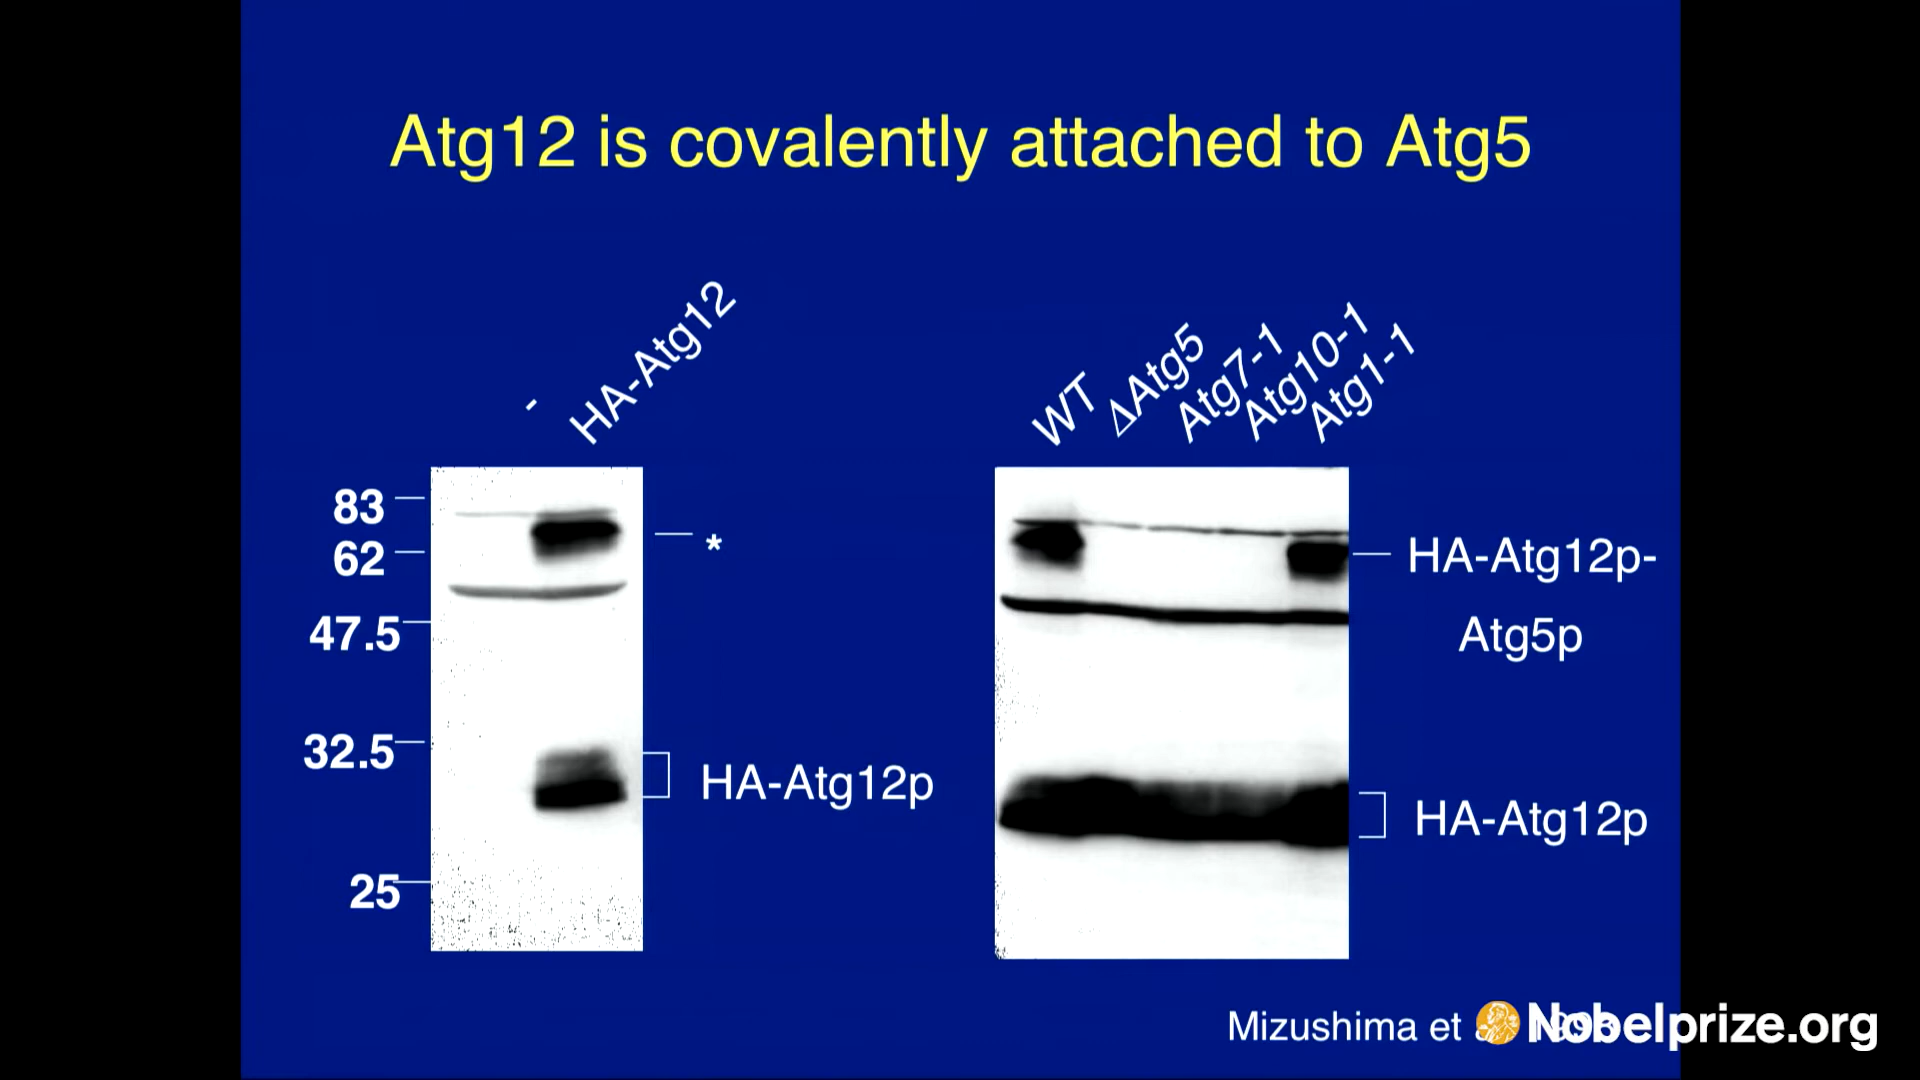 Atg12 is covalently attached to Atg5
-
HA-Atg12
83
62
47.5
32.5
25
*
HA-Atg12p
WT
ΔAtg5
Atg7-1
Atg10-1
Atg1-1
HA-Atg12p-
Atg5p
HA-Atg12p
Mizushima et
Nobelprize.org